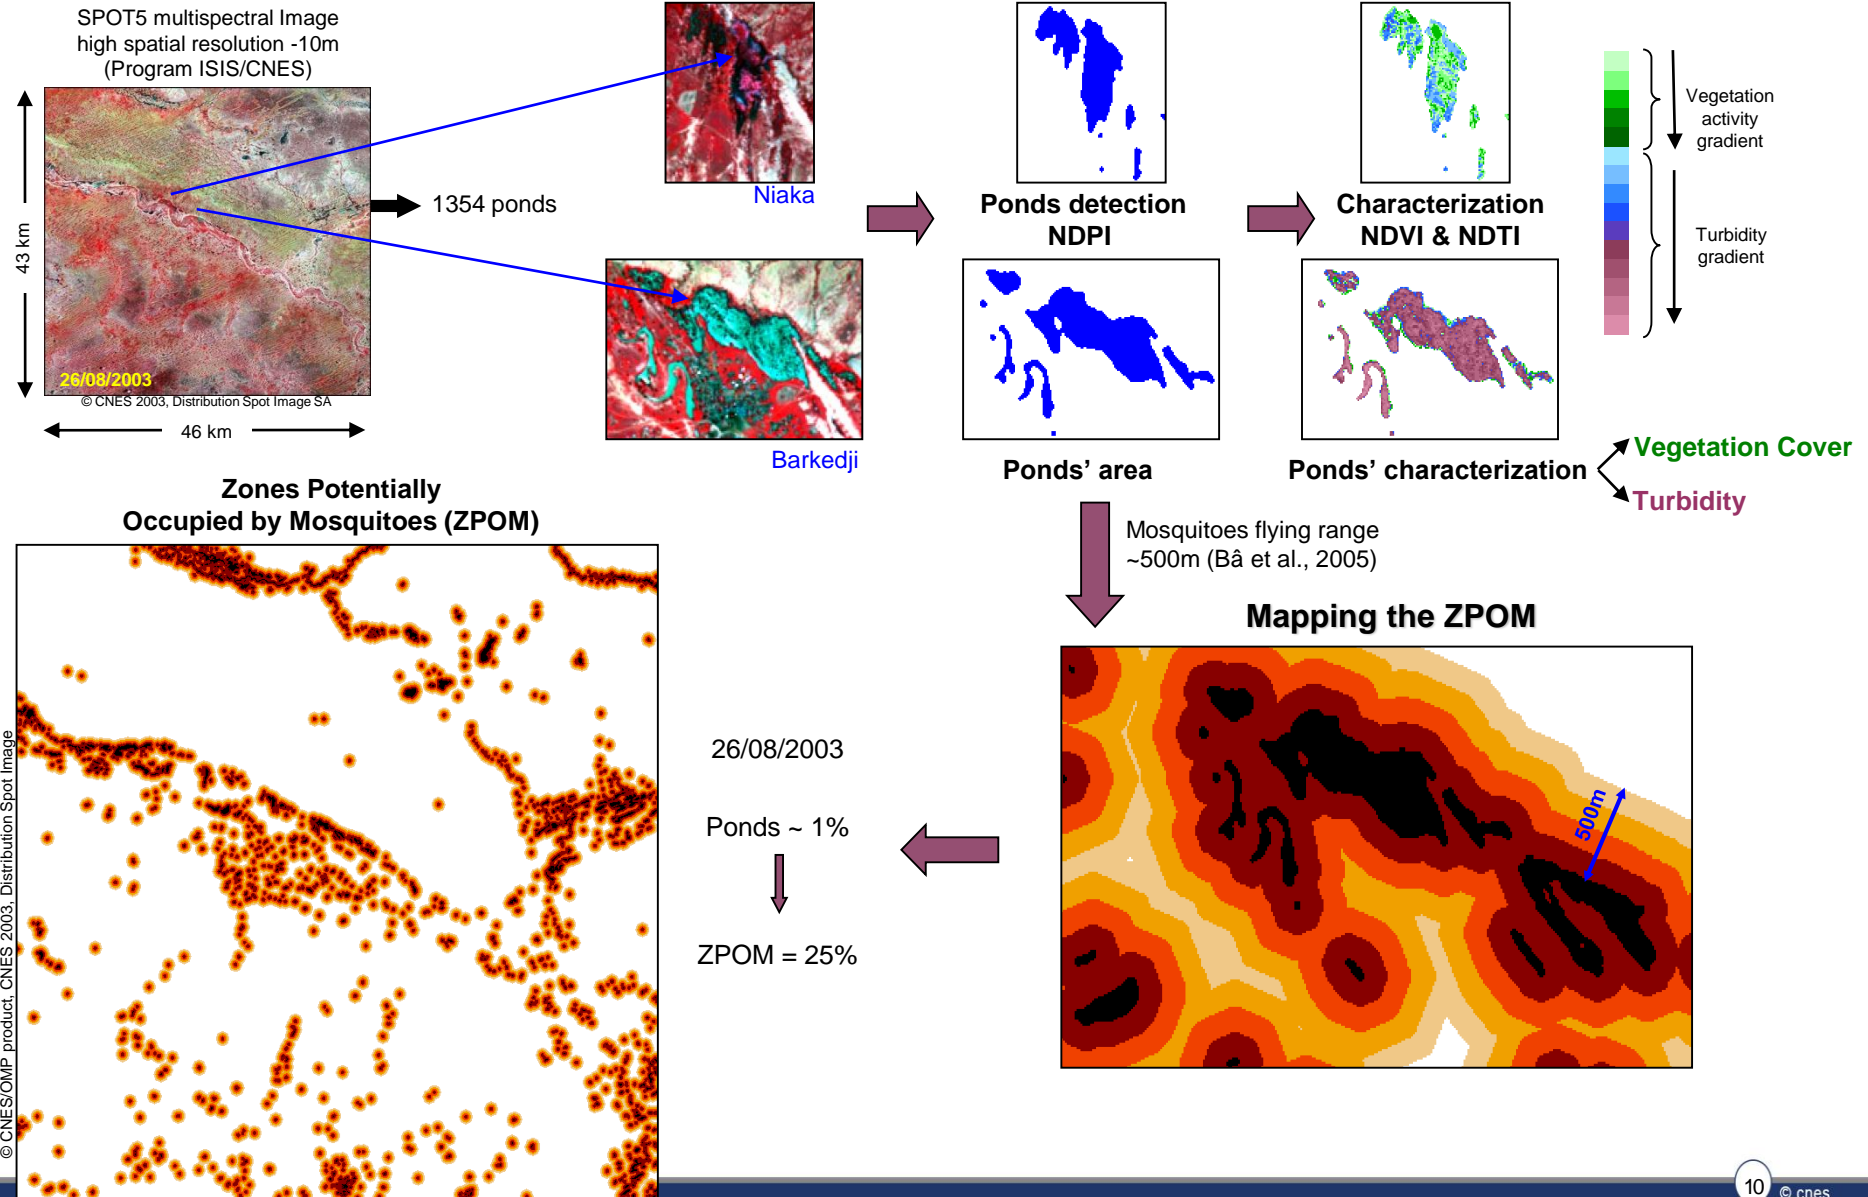 SPOT5 multispectral Image
high spatial resolution -10m
(Program ISIS/CNES)
43 km
26/08/2003
© CNES 2003, Distribution Spot Image SA
46 km
1354 ponds
Niaka
Barkedji
Ponds detection
NDPI
Characterization
NDVI & NDTI
Vegetation
activity
gradient
Turbidity
gradient
Ponds’ area
Ponds’ characterization
Vegetation Cover
Turbidity
Mosquitoes flying range
~500m (Bâ et al., 2005)
Mapping the ZPOM
500m
26/08/2003
Ponds ~ 1%
ZPOM = 25%
Zones Potentially
Occupied by Mosquitoes (ZPOM)
© CNES/OMP product, CNES 2003, Distribution Spot Image
10
© cnes